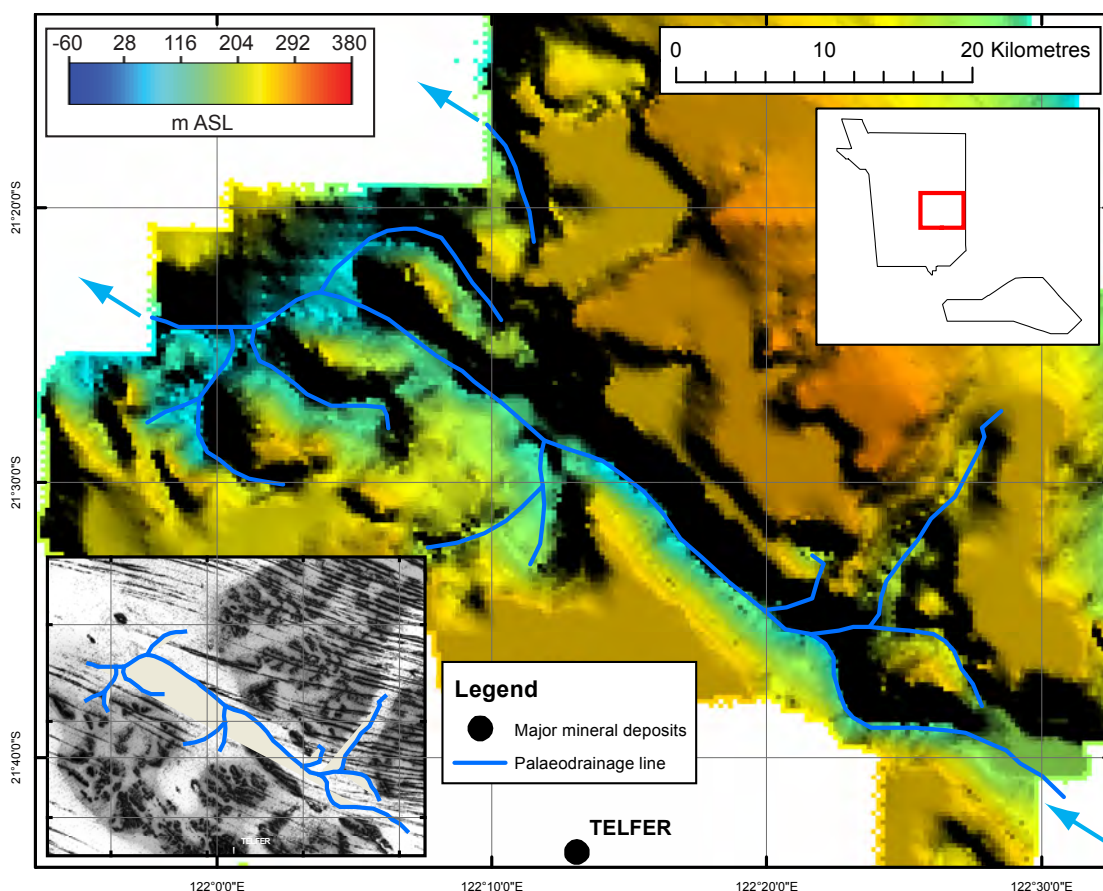 -60 28 116 204 292 380
m ASL
0 10 20 Kilometres
21°20'0"S
21°30'0"S
21°40'0"S
TELFER
Legend
Major mineral deposits
Palaeodrainage line
TELFER
122°0'0"E 122°10'0"E 122°20'0"E 122°30'0"E